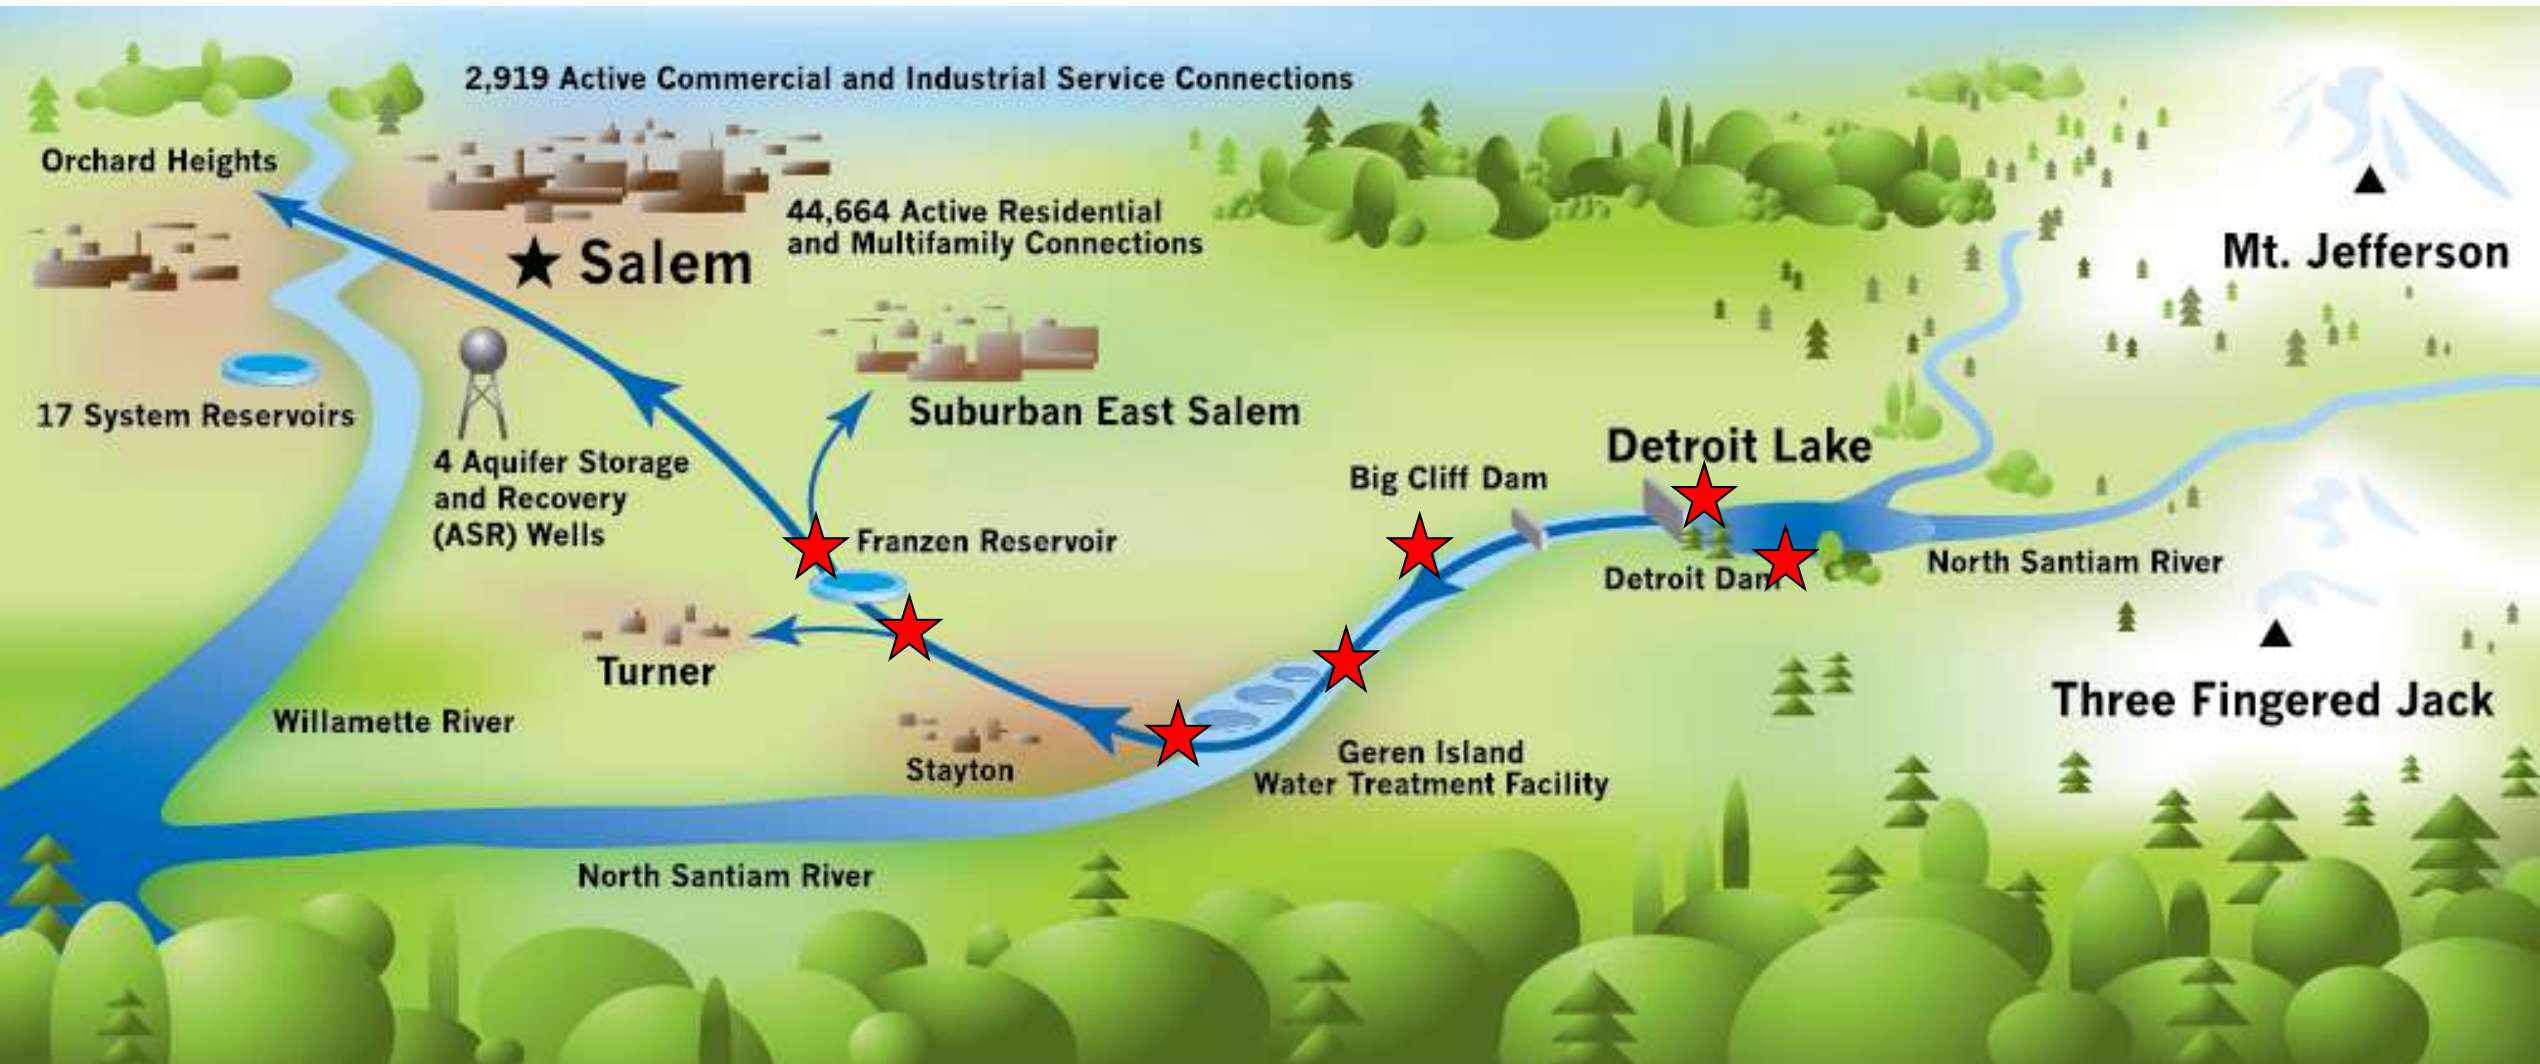 2,919 Active Commercial and Industrial Service Connections
Orchard Heights
44,664 Active Residential
and Multifamily Connections
Salem
Mt. Jefferson
17 System Reservoirs
Suburban East Salem
4 Aquifer Storage
and Recovery
(ASR) Wells
Detroit Lake
Big Cliff Dam
Franzen Reservoir
Detroit Dam
North Santiam River
Turner
Three Fingered Jack
Willamette River
Stayton
Geren Island
Water Treatment Facility
North Santiam River